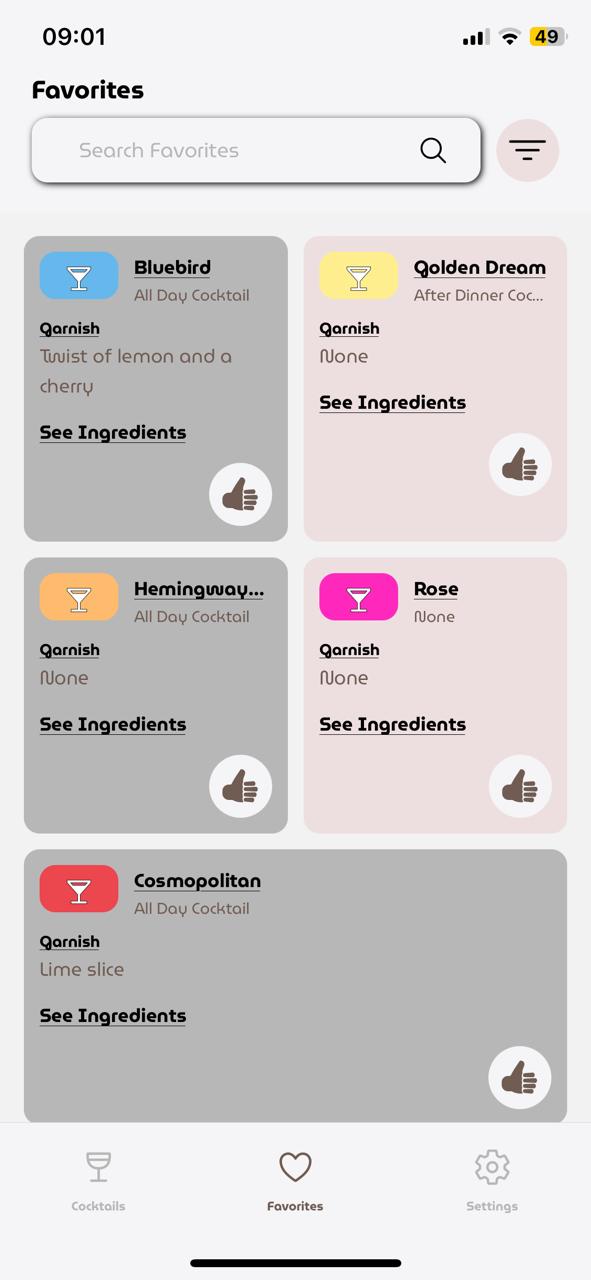 09:01
49
Favorites
Search Favorites
Bluebird
All Day Cocktail
Garnish
Twist of lemon and a
cherry
See Ingredients
Golden Dream
After Dinner Coc...
Garnish
None
See Ingredients
Hemingway...
All Day Cocktail
Garnish
None
See Ingredients
Rose
None
Garnish
None
See Ingredients
Cosmopolitan
All Day Cocktail
Garnish
Lime slice
See Ingredients
Cocktails
Favorites
Settings